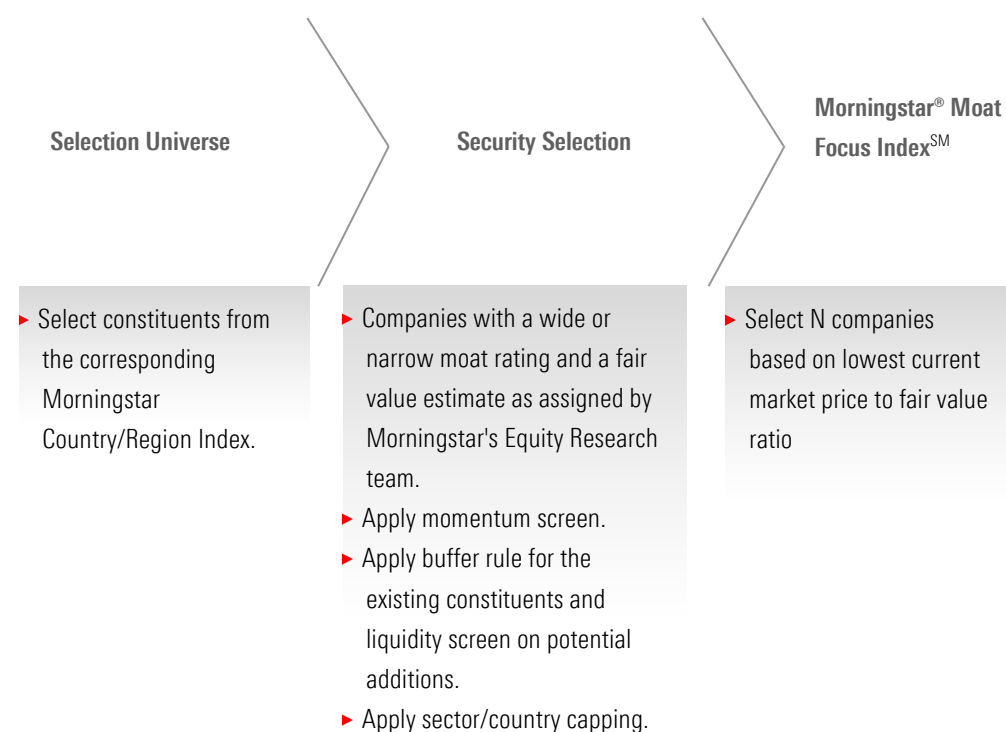 Selection Universe
Security Selection
Morningstar® Moat
Focus IndexSM
▶ Select constituents from
the corresponding
Morningstar
Country/Region Index.
▶ Companies with a wide or
narrow moat rating and a fair
value estimate as assigned by
Morningstar's Equity Research
team.
▶ Apply momentum screen.
▶ Apply buffer rule for the
existing constituents and
liquidity screen on potential
additions.
▶ Apply sector/country capping.
▶ Select N companies
based on lowest current
market price to fair value
ratio